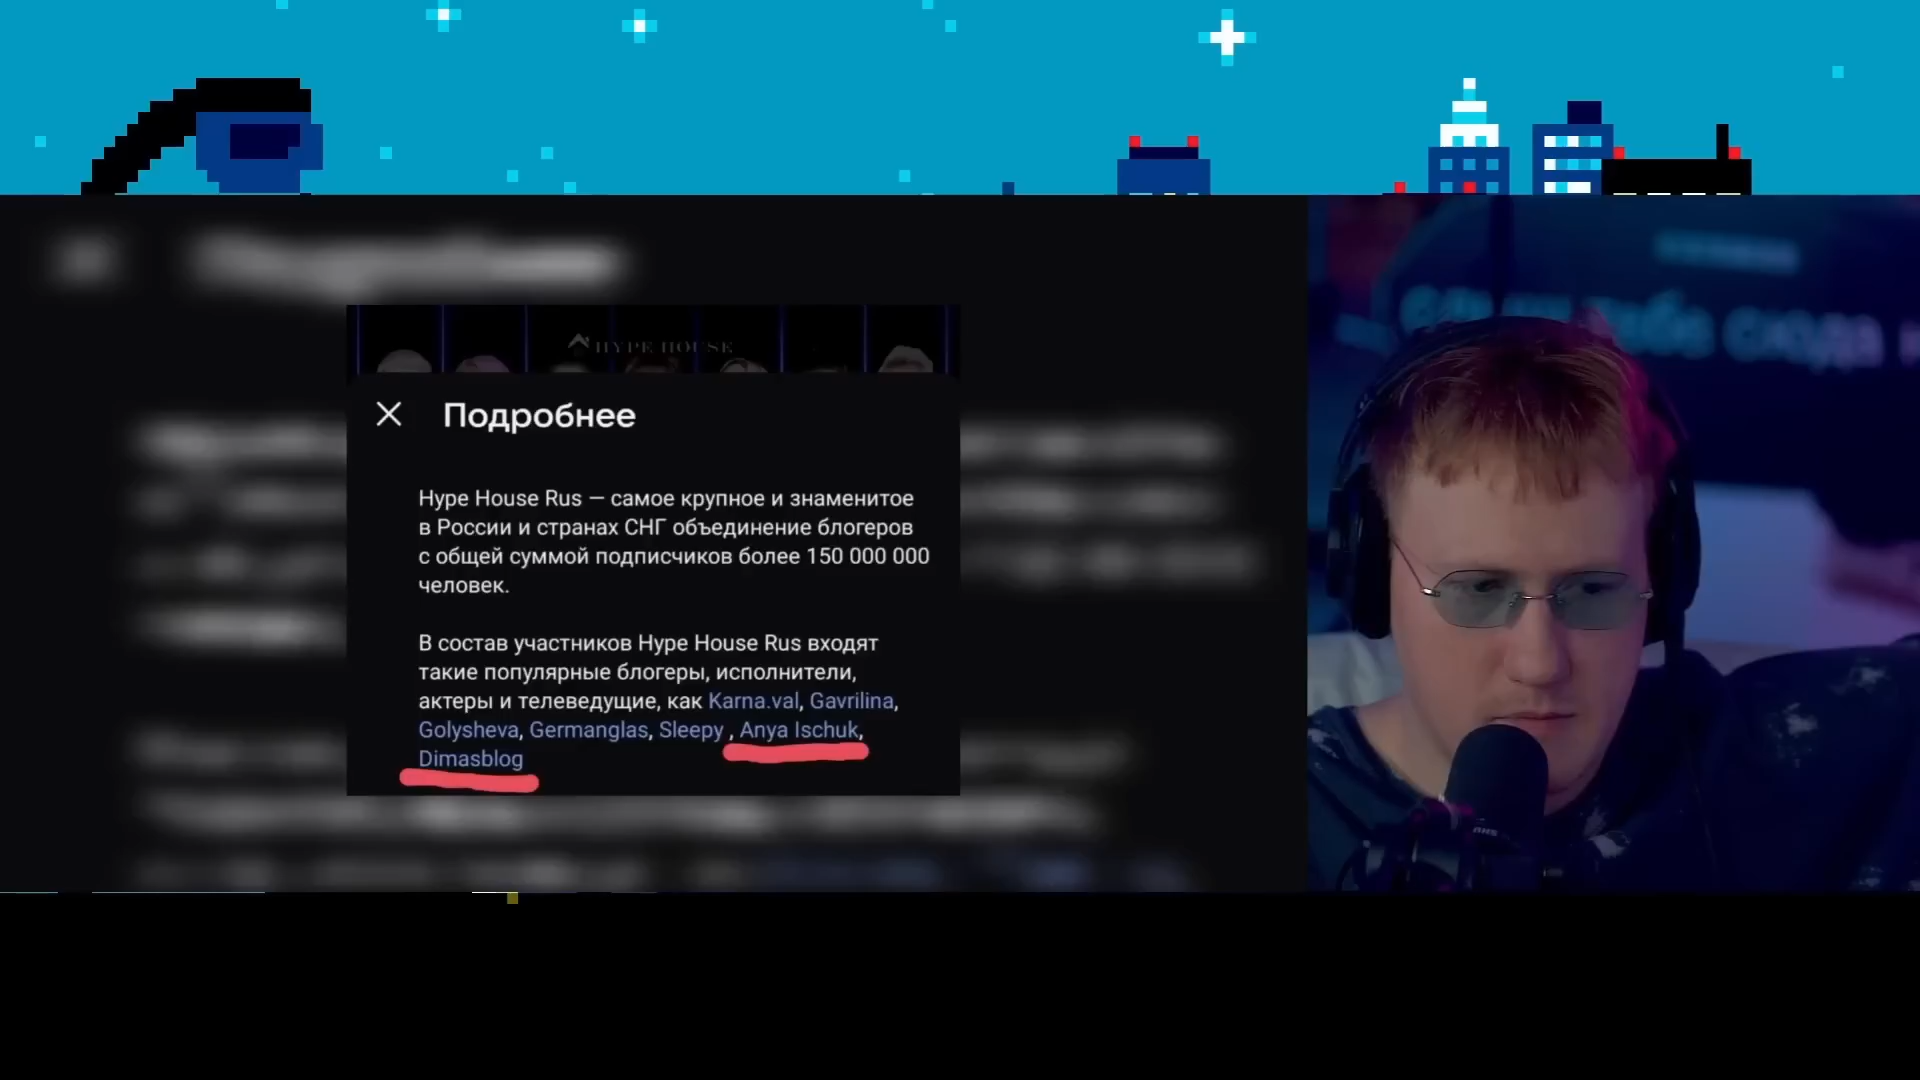 HYPE HOUSE
Подробнее
Hype House Rus — самое крупное и знаменитое
в России и странах СНГ объединение блогеров
с общей суммой подписчиков более 150 000 000
человек.
В состав участников Hype House Rus входят
такие популярные блогеры, исполнители,
актеры и телеведущие, как Karna.val, Gavrilina,
Golysheva, Germanglas, Sleepy , Anya Ischuk,
Dimasblog
тебе сюда